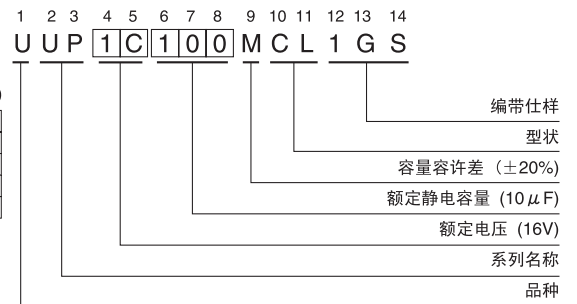 1 2 3 4 5 6 7 8 9 10 11 12 13 14
U U P 1 C 1 0 0 M C L 1 G S
编带仕样
型状
容量容许差 (±20%)
额定静电容量 (10μF)
额定电压 (16V)
系列名称
品种